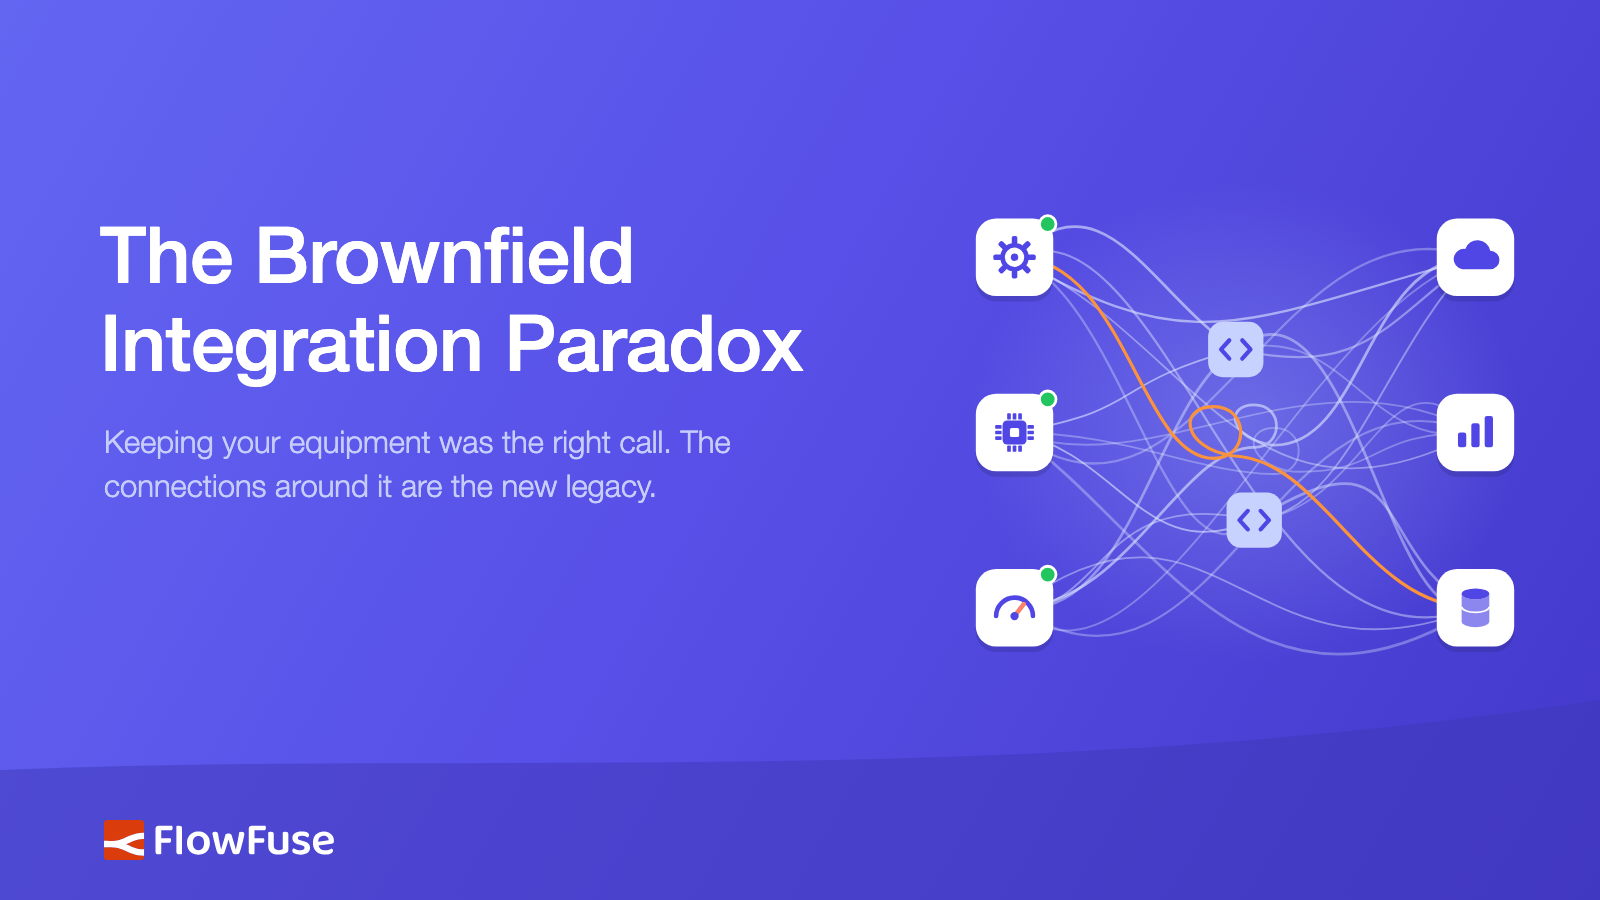 The Brownfield
Integration Paradox
Keeping your equipment was the right call. The
connections around it are the new legacy.
FlowFuse